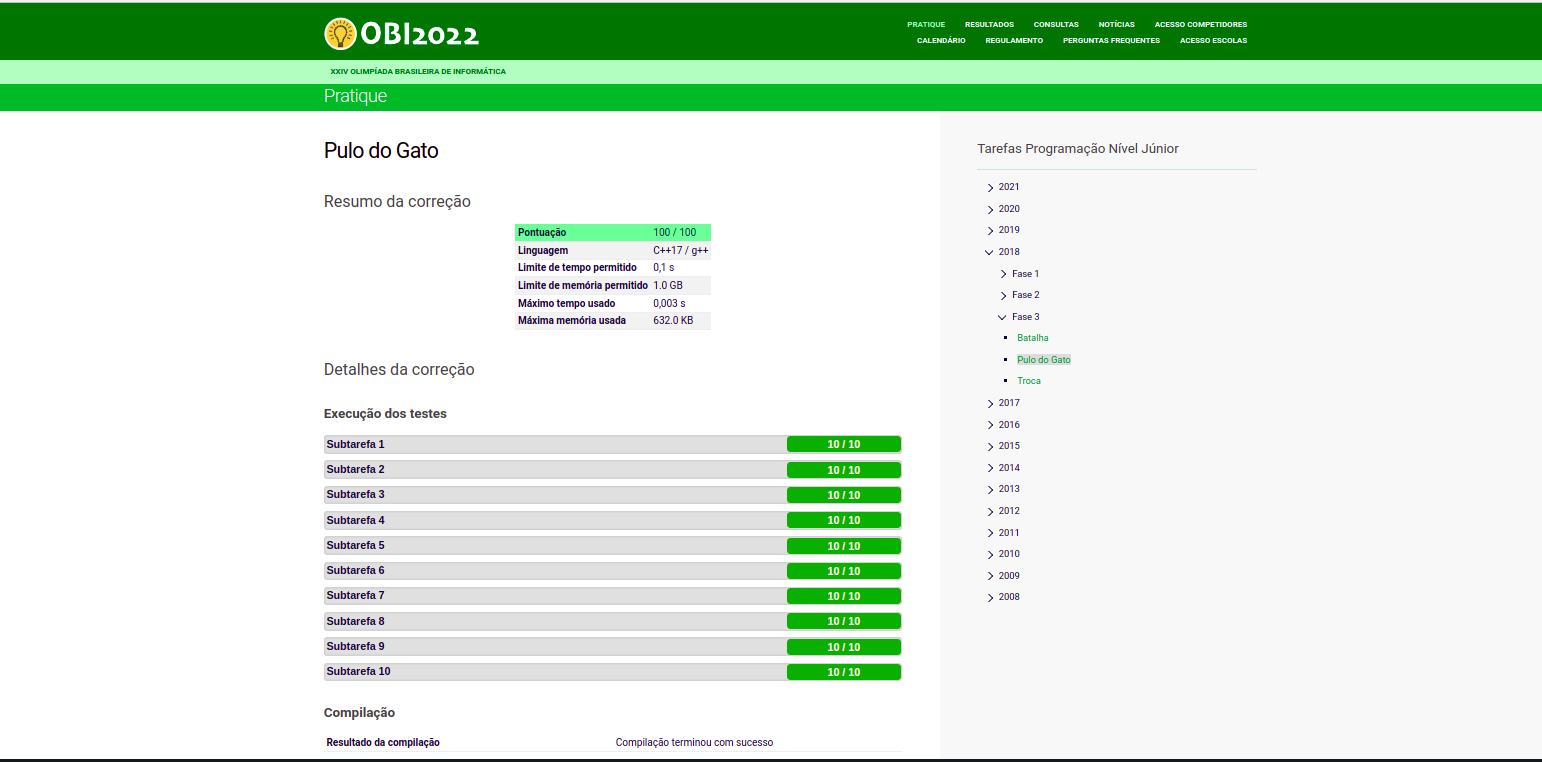 OBI2022
PRATIQUE RESULTADOS CONSULTAS NOTÍCIAS ACESSO COMPETIDORES
CALENDÁRIO REGULAMENTO PERGUNTAS FREQUENTES ACESSO ESCOLAS
XXIV OLIMPÍADA BRASILEIRA DE INFORMÁTICA
Pratique
Pulo do Gato
Resumo da correção
Pontuação 100 / 100
Linguagem C++17 / g++
Limite de tempo permitido 0,1 s
Limite de memória permitido 1.0 GB
Máximo tempo usado 0,003 s
Máxima memória usada 632.0 KB
Detalhes da correção
Execução dos testes
Subtarefa 1 10 / 10
Subtarefa 2 10 / 10
Subtarefa 3 10 / 10
Subtarefa 4 10 / 10
Subtarefa 5 10 / 10
Subtarefa 6 10 / 10
Subtarefa 7 10 / 10
Subtarefa 8 10 / 10
Subtarefa 9 10 / 10
Subtarefa 10 10 / 10
Compilação
Resultado da compilação Compilação terminou com sucesso
Tarefas Programação Nível Júnior
2021
2020
2019
2018
Fase 1
Fase 2
Fase 3
Batalha
Pulo do Gato
Troca
2017
2016
2015
2014
2013
2012
2011
2010
2009
2008